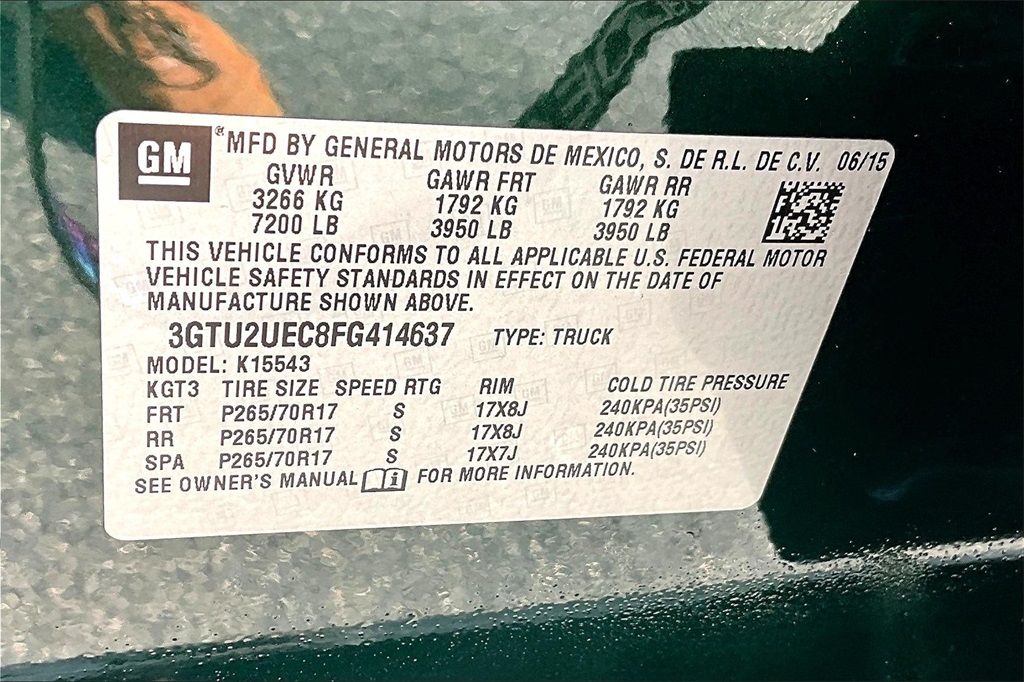 GM ® MFD BY GENERAL MOTORS DE MEXICO, S. DE R.L. DE C.V. 06/15
GVWR GAWR FRT GAWR RR
3266 KG 1792 KG 1792 KG
7200 LB 3950 LB 3950 LB
THIS VEHICLE CONFORMS TO ALL APPLICABLE U.S. FEDERAL MOTOR
VEHICLE SAFETY STANDARDS IN EFFECT ON THE DATE OF
MANUFACTURE SHOWN ABOVE.
3GTU2UEC8FG414637 TYPE: TRUCK
MODEL: K15543
KGT3 TIRE SIZE SPEED RTG RIM COLD TIRE PRESSURE
FRT P265/70R17 S 17X8J 240KPA(35PSI)
RR P265/70R17 S 17X8J 240KPA(35PSI)
SPA P265/70R17 S 17X7J 240KPA(35PSI)
SEE OWNER'S MANUAL i FOR MORE INFORMATION.